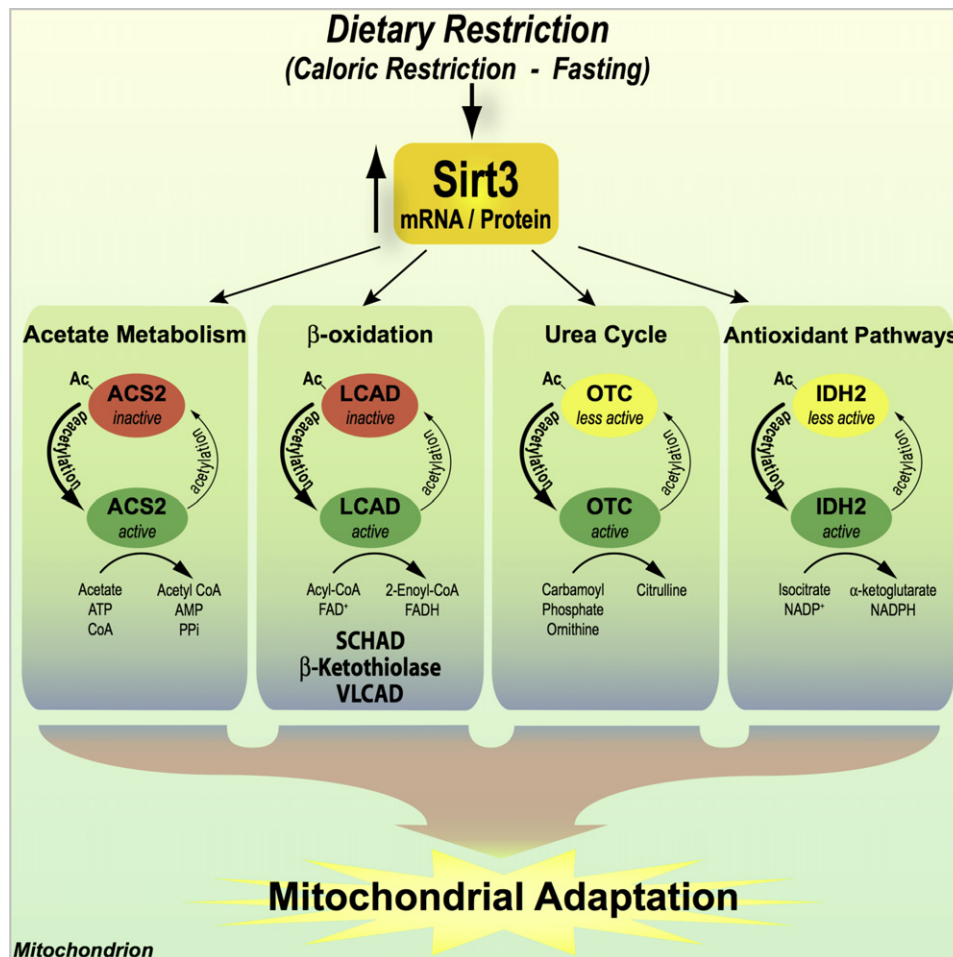 Dietary Restriction
(Caloric Restriction - Fasting)
Sirt3
mRNA / Protein
Acetate Metabolism
Ac
ACS2
inactive
deacetylation
acetylation
ACS2
active
Acetate
ATP
CoA
Acetyl CoA
AMP
PPi
β-oxidation
Ac
LCAD
inactive
deacetylation
acetylation
LCAD
active
Acyl-CoA
FAD⁺
2-Enoyl-CoA
FADH
SCHAD
β-Ketothiolase
VLCAD
Urea Cycle
Ac
OTC
less active
deacetylation
acetylation
OTC
active
Carbamoyl
Phosphate
Ornithine
Citrulline
Antioxidant Pathways
Ac
IDH2
less active
deacetylation
acetylation
IDH2
active
Isocitrate
NADP⁺
α-ketoglutarate
NADPH
Mitochondrial Adaptation
Mitochondrion